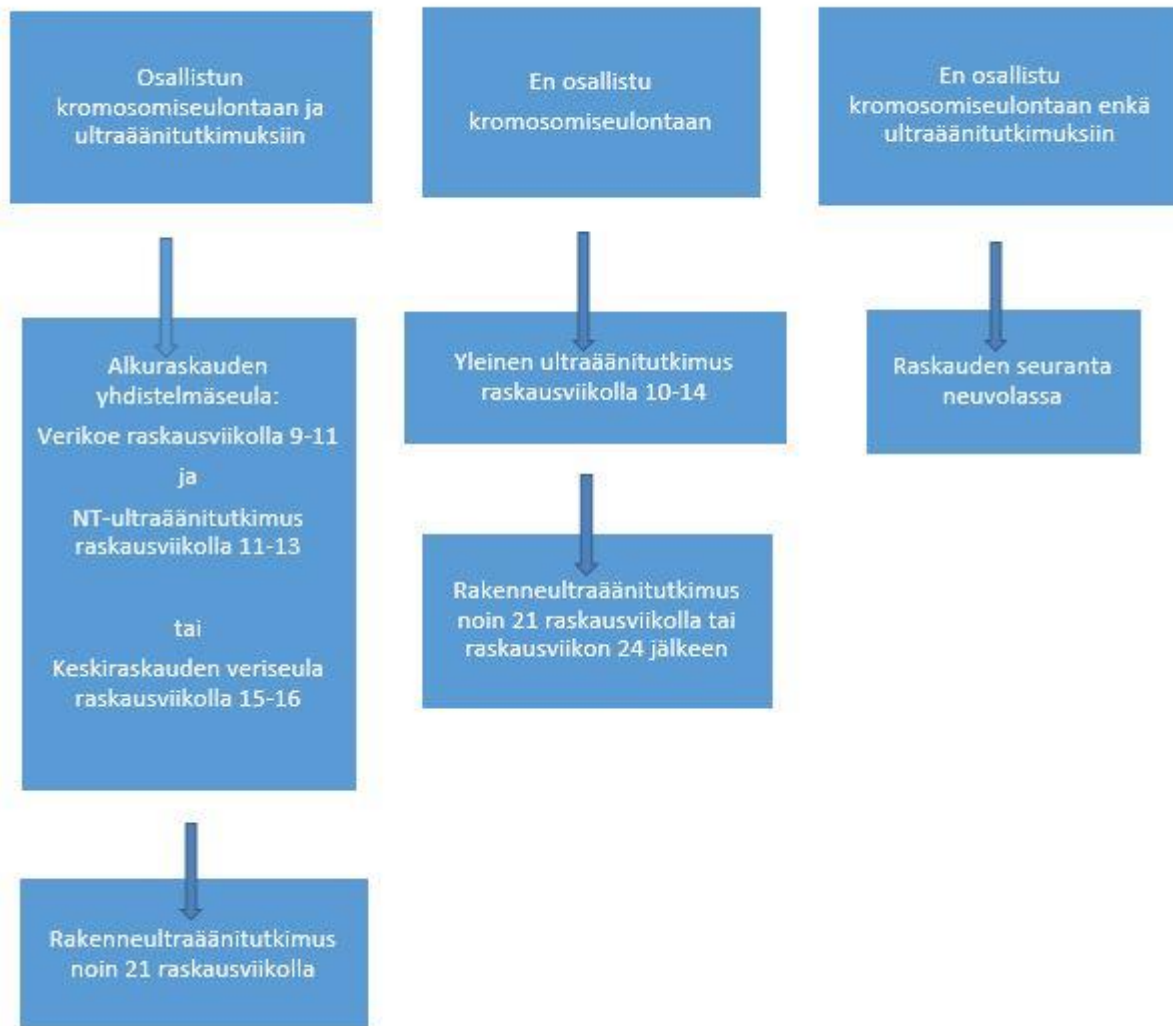 Osallistun
kromosomiseulontaan ja
ultraäänitutkimuksiin
En osallistu
kromosomiseulontaan
En osallistu
kromosomiseulontaan enkä
ultraäänitutkimuksiin
Alkuraskauden
yhdistelmäseula:
Verikoe raskausviikolla 9-11
ja
NT-ultraäänitutkimus
raskausviikolla 11-13
tai
Keskiraskauden veriseula
raskausviikolla 15-16
Yleinen ultraäänitutkimus
raskausviikolla 10-14
Raskauden seuranta
neuvolassa
Rakenneultraäänitutkimus
noin 21 raskausviikolla tai
raskausviikon 24 jälkeen
Rakenneultraäänitutkimus
noin 21 raskausviikolla